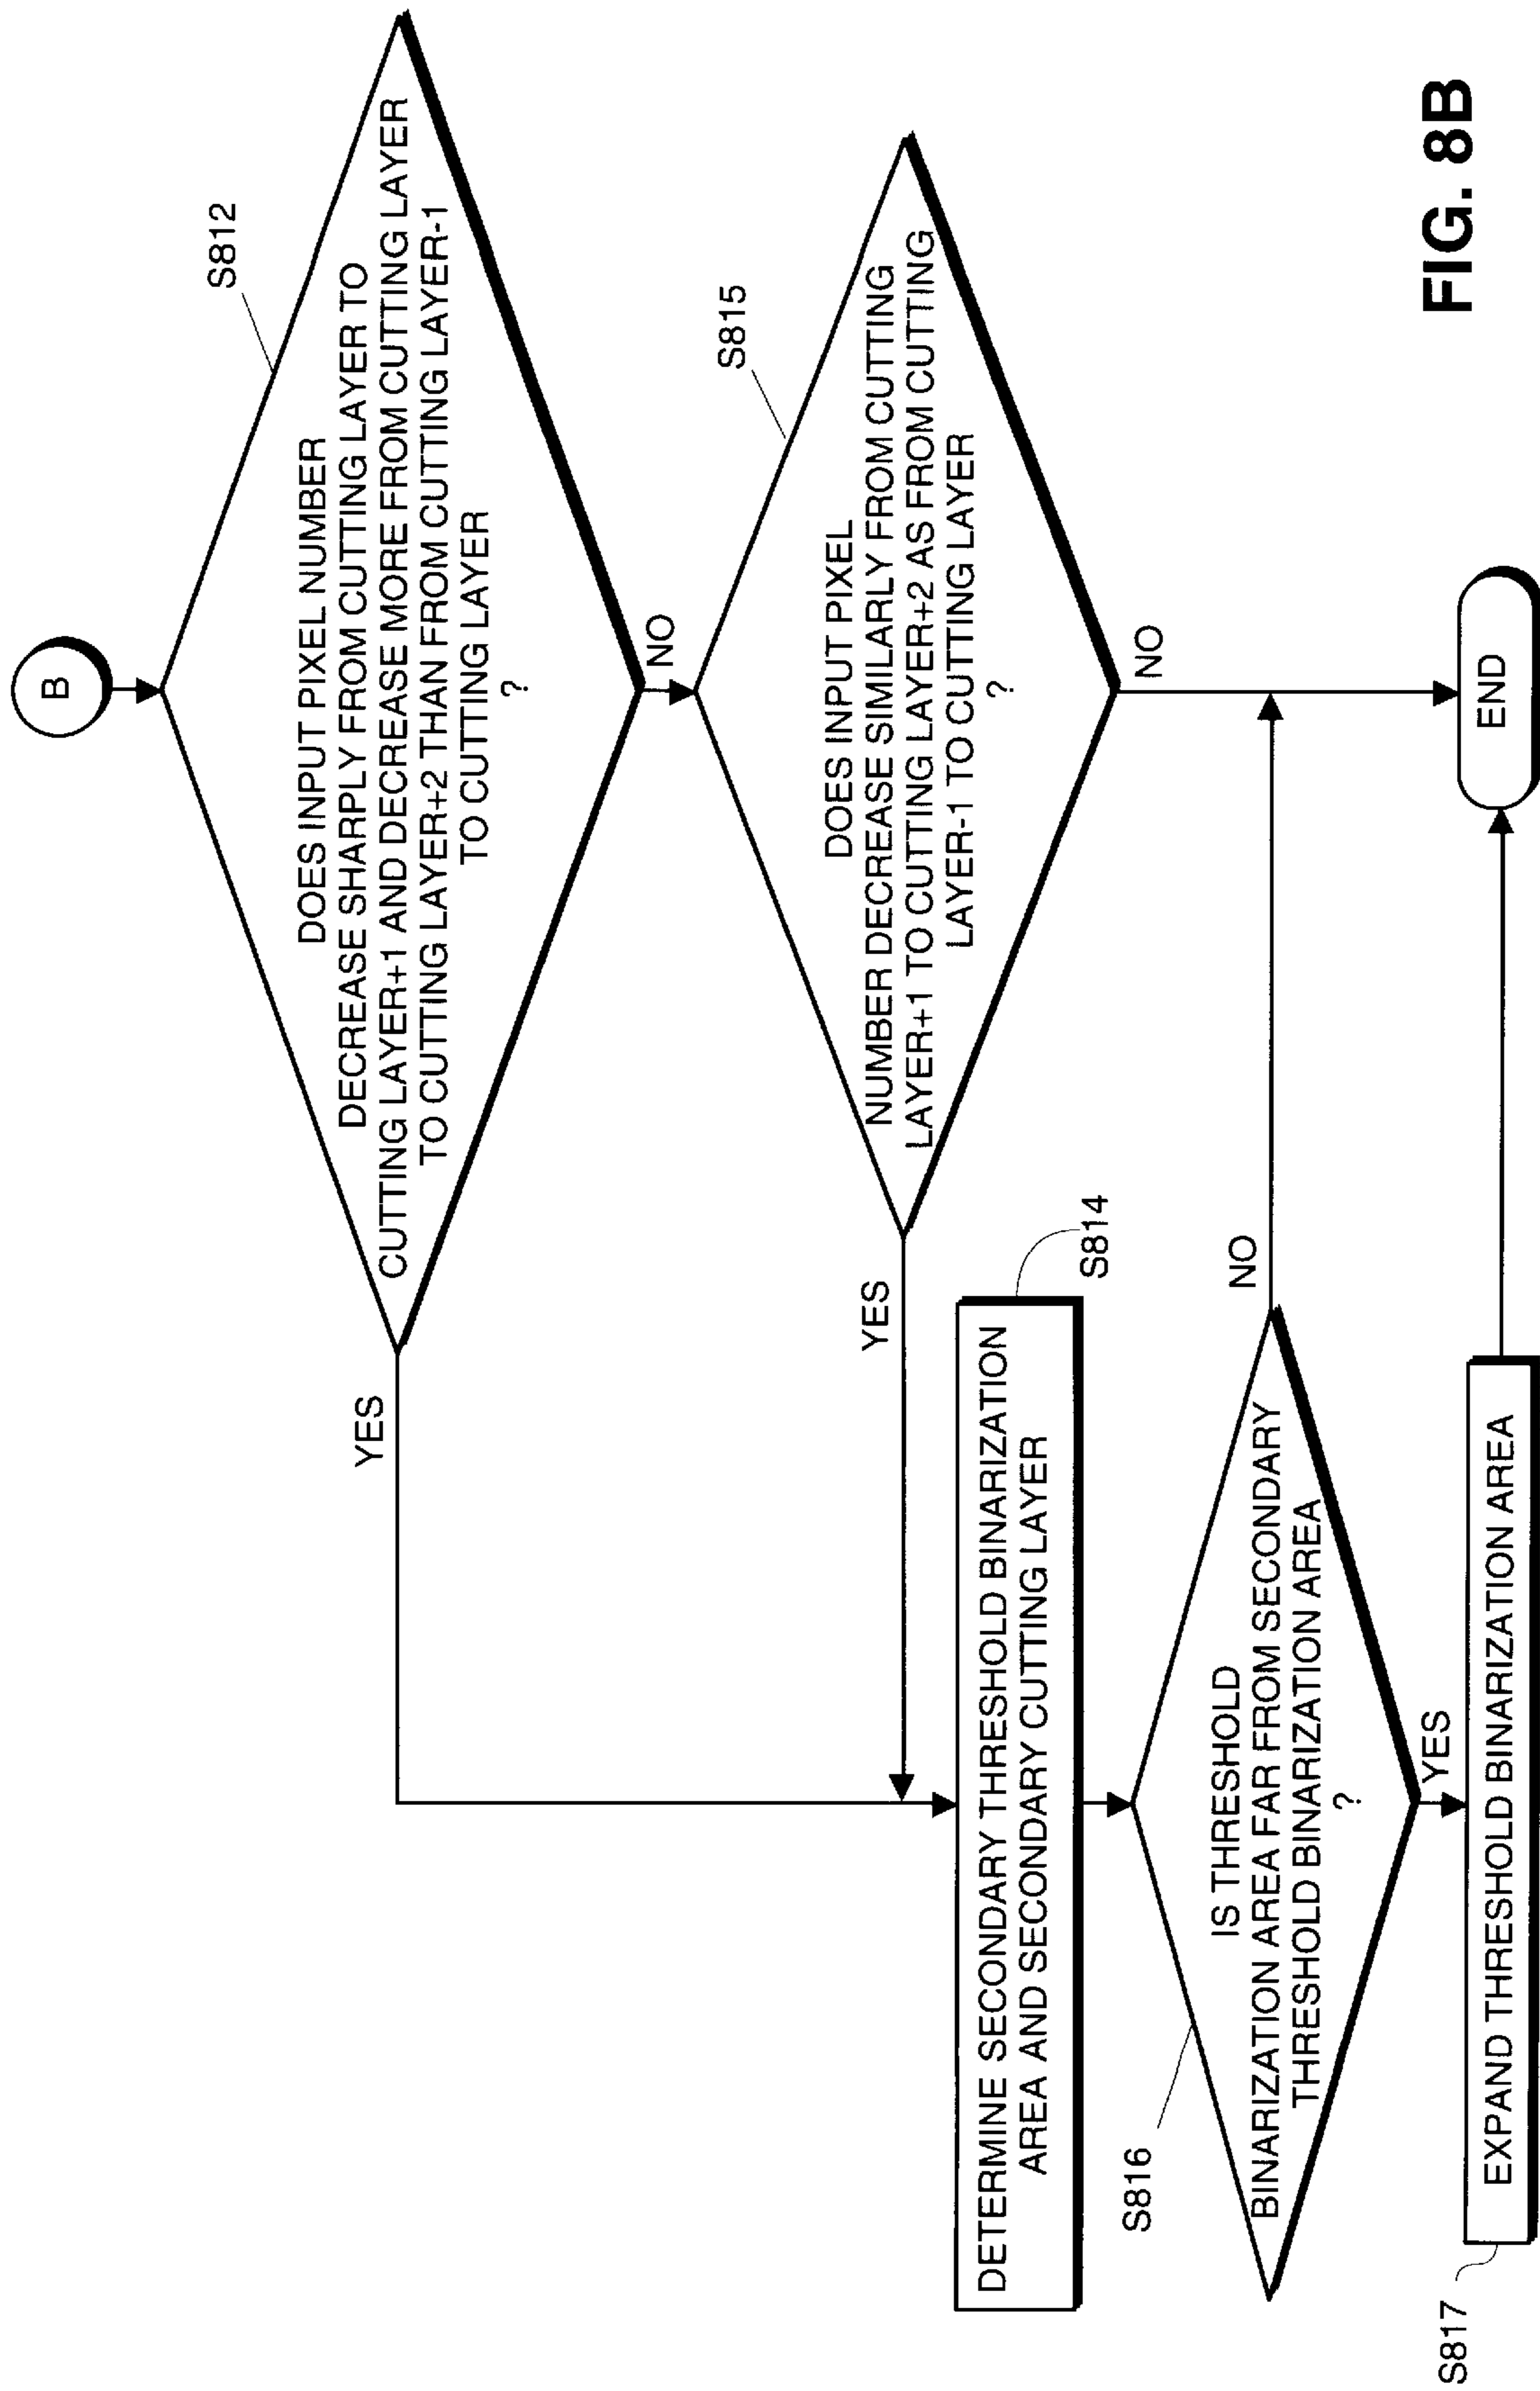 B
S812
DOES INPUT PIXEL NUMBER
DECREASE SHARPLY FROM CUTTING LAYER TO
CUTTING LAYER+1 AND DECREASE MORE FROM CUTTING LAYER
TO CUTTING LAYER+2 THAN FROM CUTTING LAYER-1
TO CUTTING LAYER
?
YES
NO
S815
DOES INPUT PIXEL
NUMBER DECREASE SIMILARLY FROM CUTTING
LAYER+1 TO CUTTING LAYER+2 AS FROM CUTTING
LAYER-1 TO CUTTING LAYER
?
YES
NO
DETERMINE SECONDARY THRESHOLD BINARIZATION
AREA AND SECONDARY CUTTING LAYER
S814
S816
IS THRESHOLD
BINARIZATION AREA FAR FROM SECONDARY
THRESHOLD BINARIZATION AREA
?
NO
YES
S817
EXPAND THRESHOLD BINARIZATION AREA
END
FIG. 8B